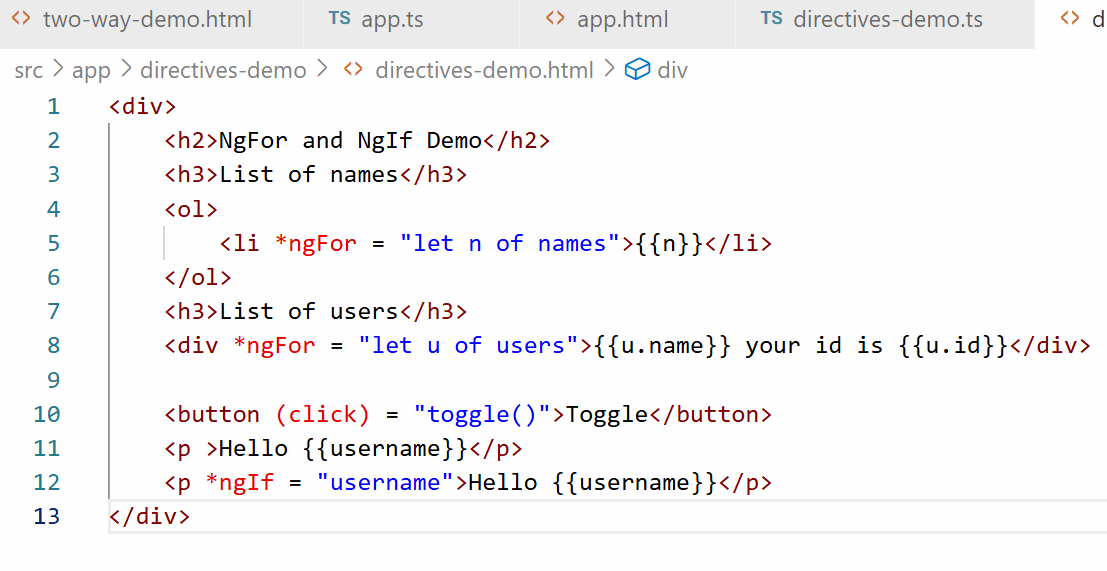 <> two-way-demo.html TS app.ts <> app.html TS directives-demo.ts <> d
src > app > directives-demo > <> directives-demo.html > div
1 <div>
2 <h2>NgFor and NgIf Demo</h2>
3 <h3>List of names</h3>
4 <ol>
5 <li *ngFor = "let n of names">{{n}}</li>
6 </ol>
7 <h3>List of users</h3>
8 <div *ngFor = "let u of users">{{u.name}} your id is {{u.id}}</div>
9
10 <button (click) = "toggle()">Toggle</button>
11 <p >Hello {{username}}</p>
12 <p *ngIf = "username">Hello {{username}}</p>
13 </div>